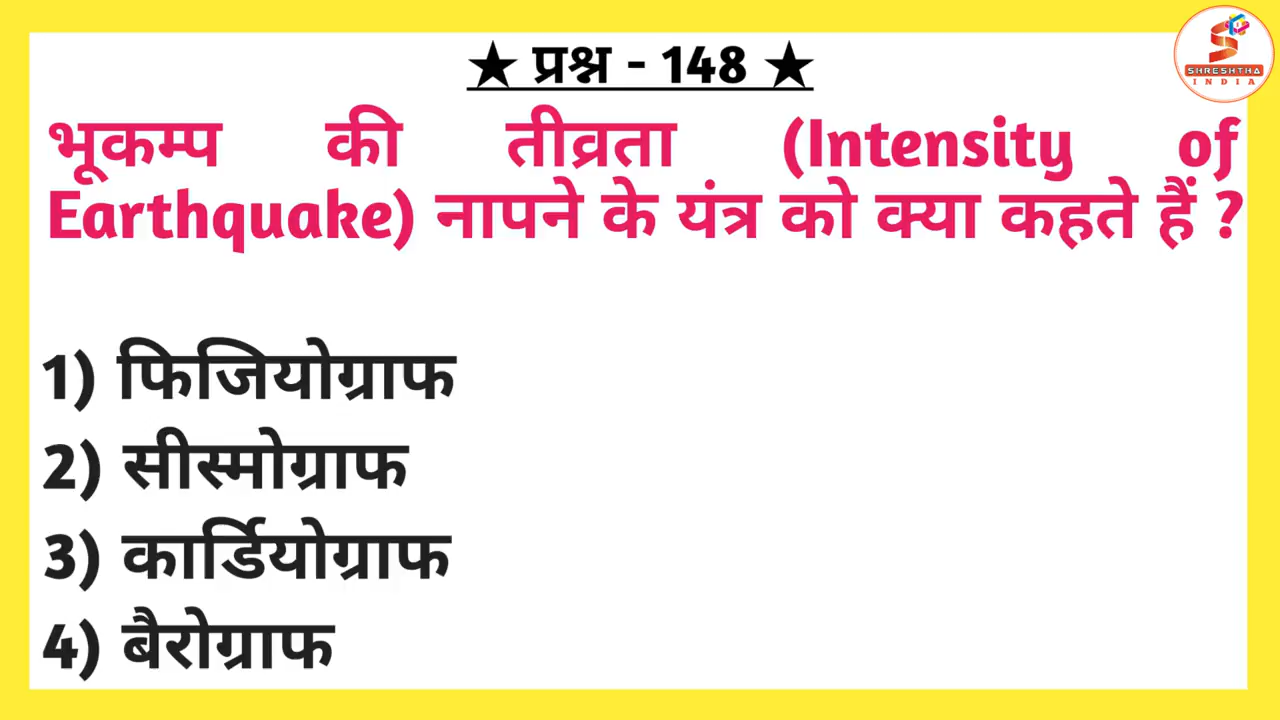 ★ प्रश्न - 148 ★
SHRESHTHA
INDIA
भूकम्प की तीव्रता (Intensity of
Earthquake) नापने के यंत्र को क्या कहते हैं ?
1) फिजियोग्राफ
2) सीस्मोग्राफ
3) कार्डियोग्राफ
4) बैरोग्राफ